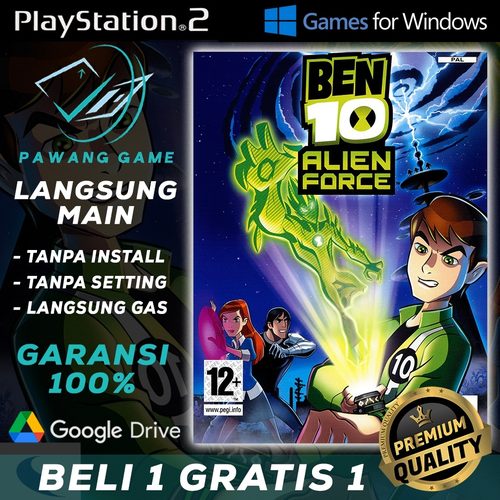 PlayStation®2
Games for Windows
PAWANG GAME
LANGSUNG
MAIN
- TANPA INSTALL
- TANPA SETTING
- LANGSUNG GAS
GARANSI
100%
Google Drive
BELI 1 GRATIS 1
PAL
BEN
10
ALIEN
FORCE
10
12+
www.pegi.info
PREMIUM
QUALITY